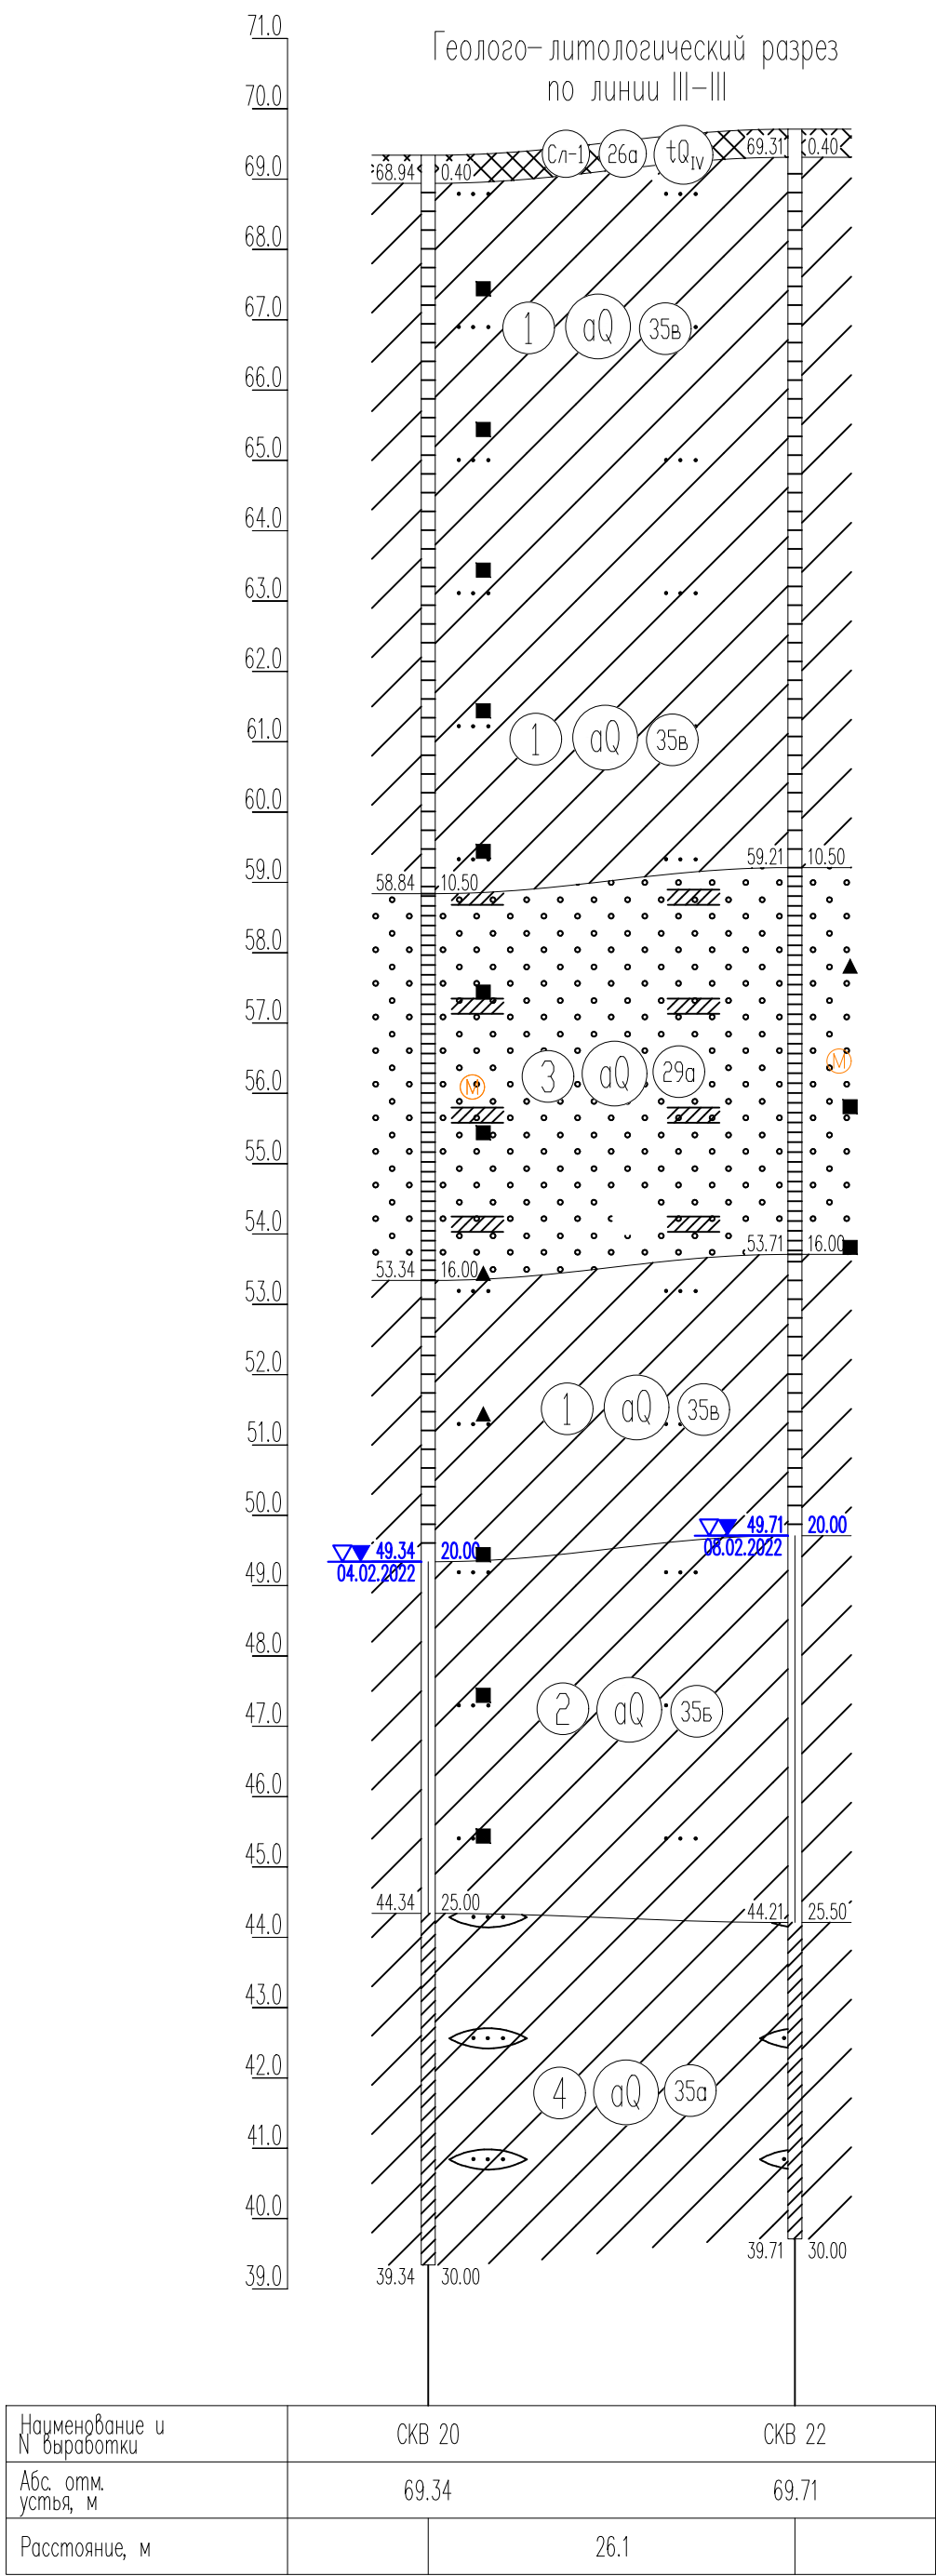 71.0
Геолого-литологический разрез
по линии III-III
70.0
69.0
68.94 0.40
Сл-1 26а tQIV
69.31 0.40
68.0
67.0
1 aQ 35в
66.0
65.0
64.0
63.0
62.0
61.0
1 aQ 35в
60.0
59.0
58.84 10.50
59.21 10.50
58.0
57.0
56.0
М
3 aQ 29а
М
55.0
54.0
53.34 16.00
53.71 16.00
53.0
52.0
51.0
1 aQ 35в
50.0
49.34 20.00
04.02.2022
49.71 20.00
08.02.2022
49.0
48.0
47.0
2 aQ 35Б
46.0
45.0
44.34 25.00
44.21 25.50
44.0
43.0
42.0
4 aQ 35а
41.0
40.0
39.0
39.34 30.00
39.71 30.00
Наименование и
N выработки
СКВ 20
СКВ 22
Абс. отм.
устья, м
69.34
69.71
Расстояние, м
26.1